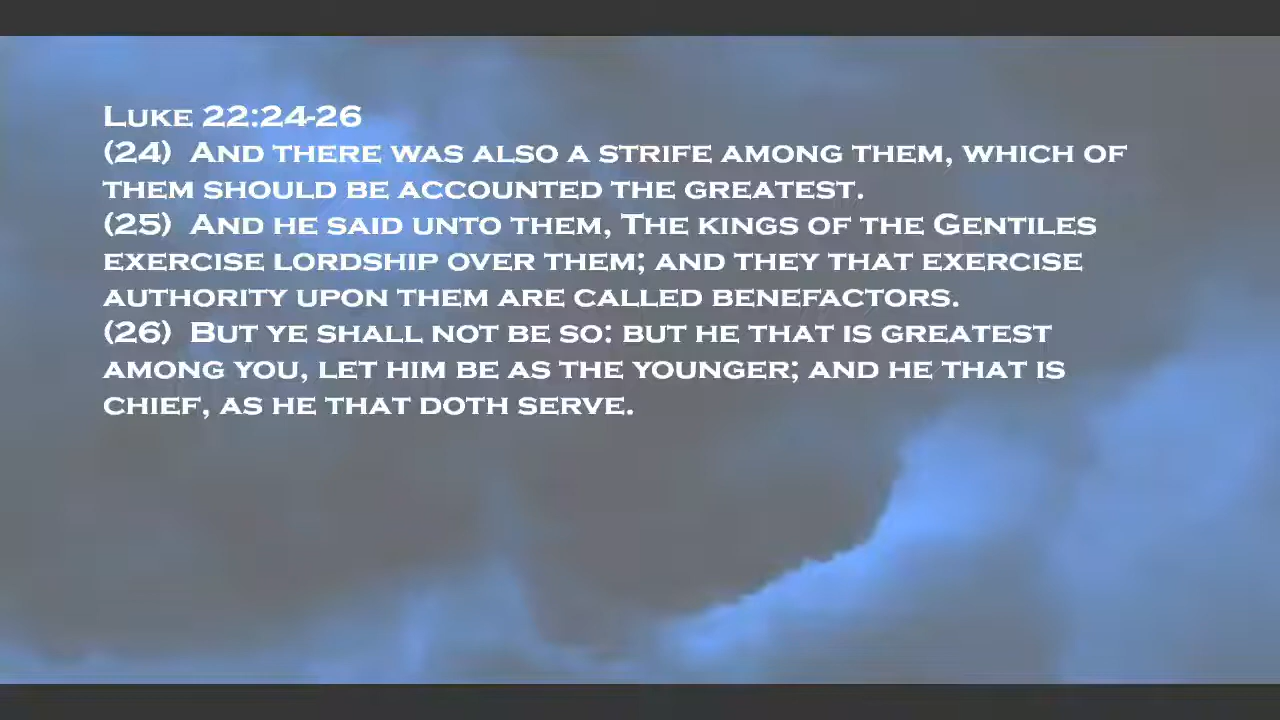 Luke 22:24-26
(24) And there was also a strife among them, which of
them should be accounted the greatest.
(25) And he said unto them, The kings of the Gentiles
exercise lordship over them; and they that exercise
authority upon them are called benefactors.
(26) But ye shall not be so: but he that is greatest
among you, let him be as the younger; and he that is
chief, as he that doth serve.